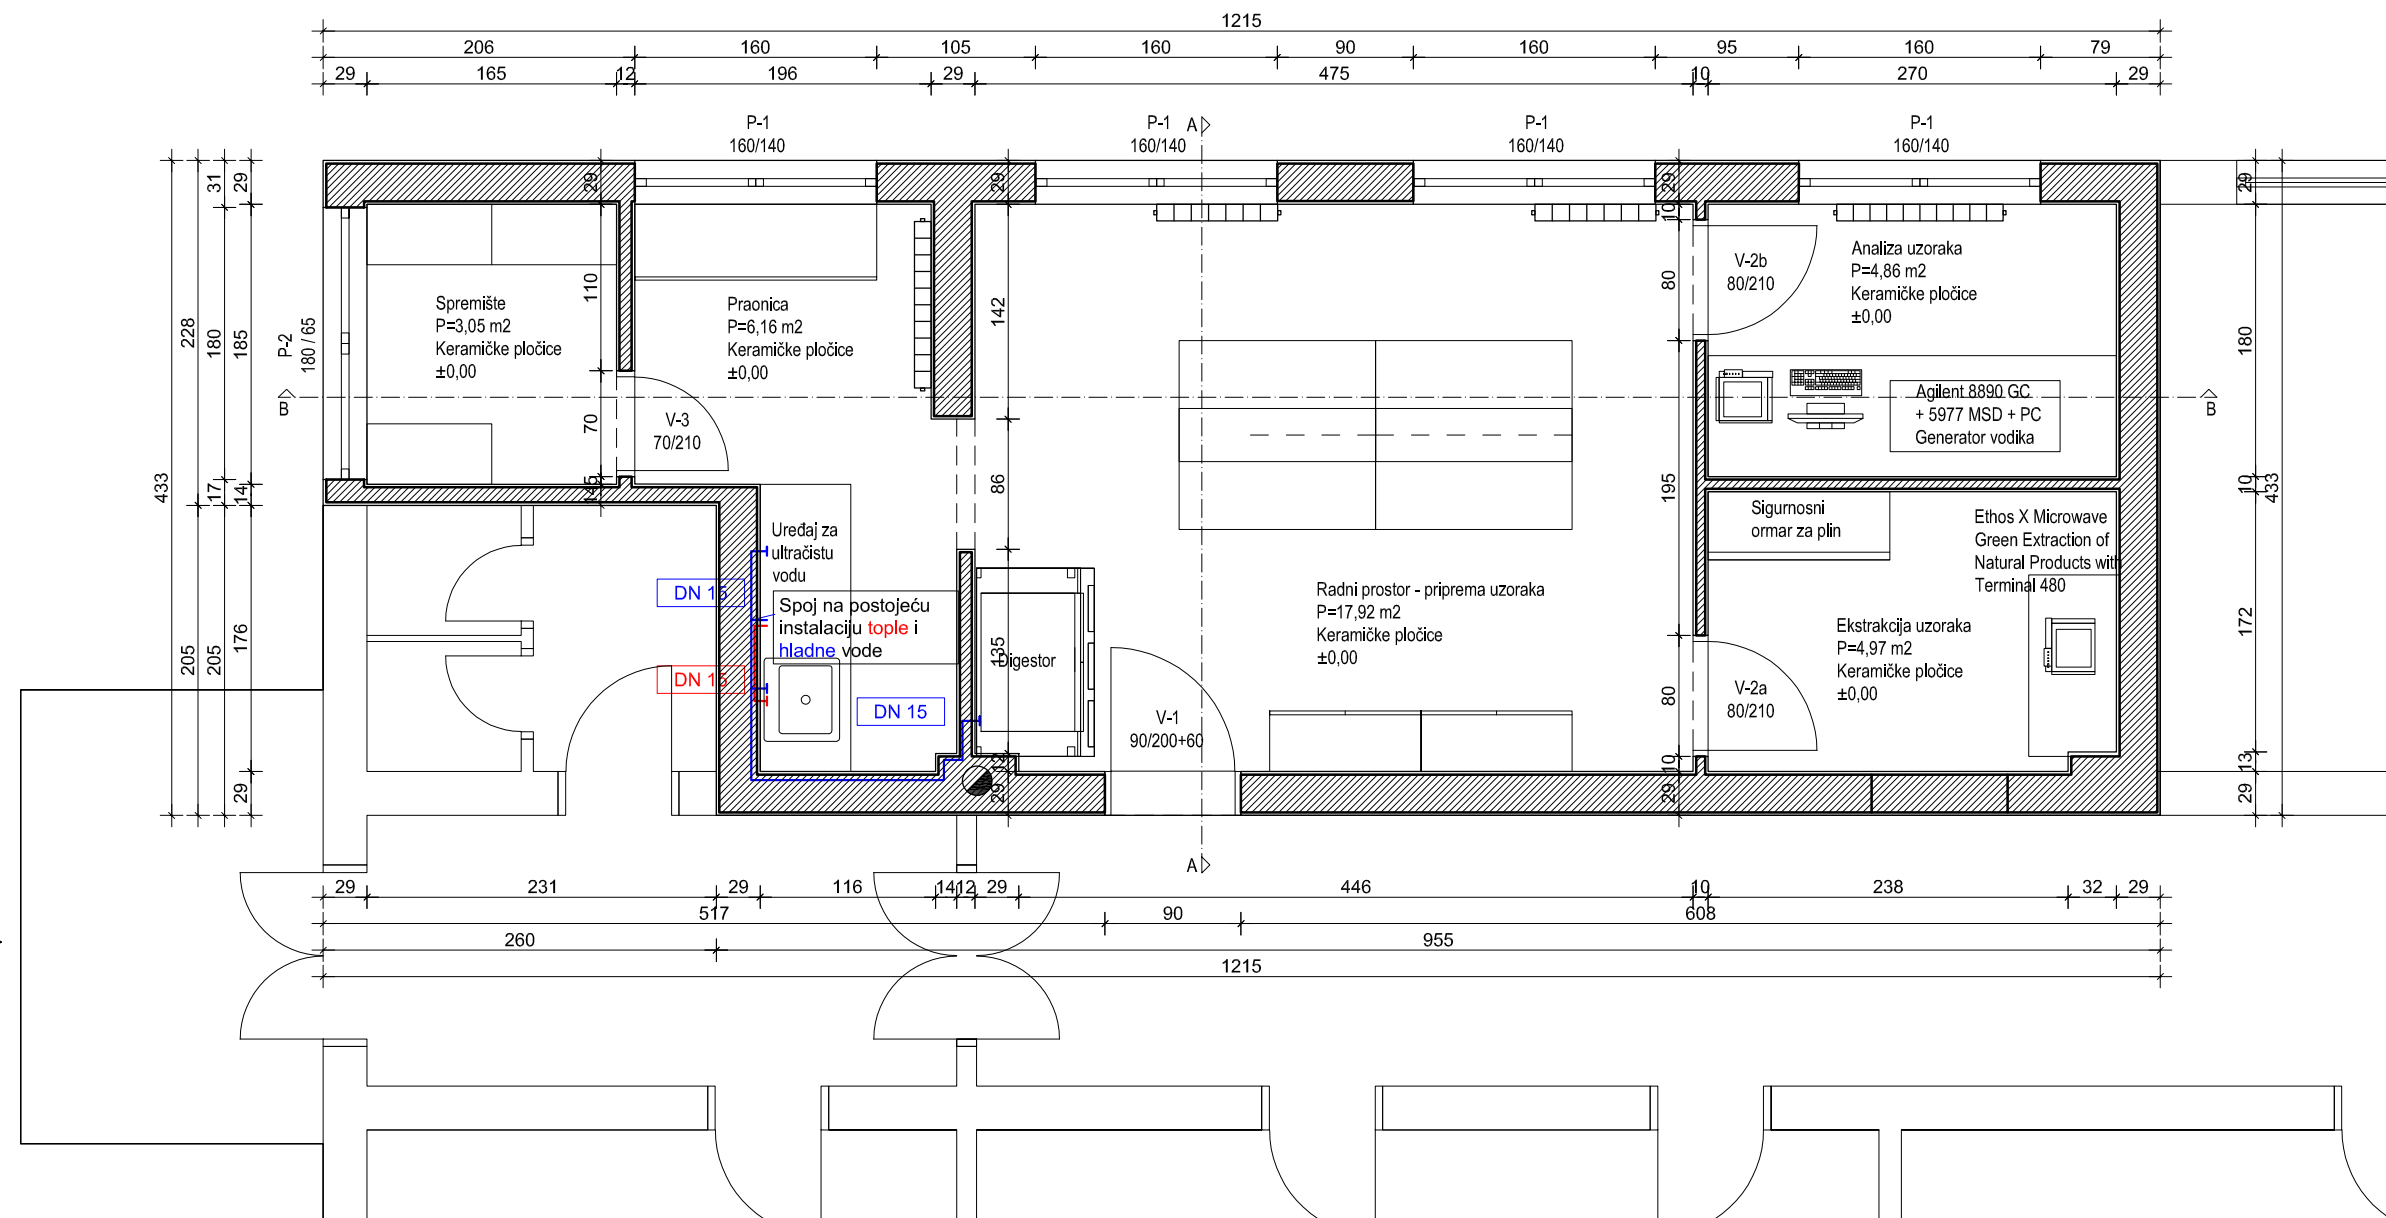 1215
206 160 105 160 90 160 95 160 79
29 165 12 196 29 475 10 270 29
P-1
160/140
P-1
160/140
P-1
160/140
P-1
160/140
A
A
B
B
P-2
180 / 65
433
228
205
31
180
17
205
29
185
14
176
29
29
110
70
145
Spremište
P=3,05 m2
Keramičke pločice
±0,00
Praonica
P=6,16 m2
Keramičke pločice
±0,00
V-3
70/210
29
142
86
135
12
29
Uređaj za
ultračistu
vodu
DN 15
Spoj na postojeću
instalaciju tople i
hladne vode
DN 15
DN 15
Digestor
V-1
90/200+60
Radni prostor - priprema uzoraka
P=17,92 m2
Keramičke pločice
±0,00
29
10
80
195
80
10
29
V-2b
80/210
Analiza uzoraka
P=4,86 m2
Keramičke pločice
±0,00
Agilent 8890 GC
+ 5977 MSD + PC
Generator vodika
Sigurnosni
ormar za plin
Ethos X Microwave
Green Extraction of
Natural Products with
Terminal 480
Ekstrakcija uzoraka
P=4,97 m2
Keramičke pločice
±0,00
V-2a
80/210
29
180
10
172
13
29
433
29 231 29 116 14 12 29 446 10 238 32 29
517 90 608
260 955
1215